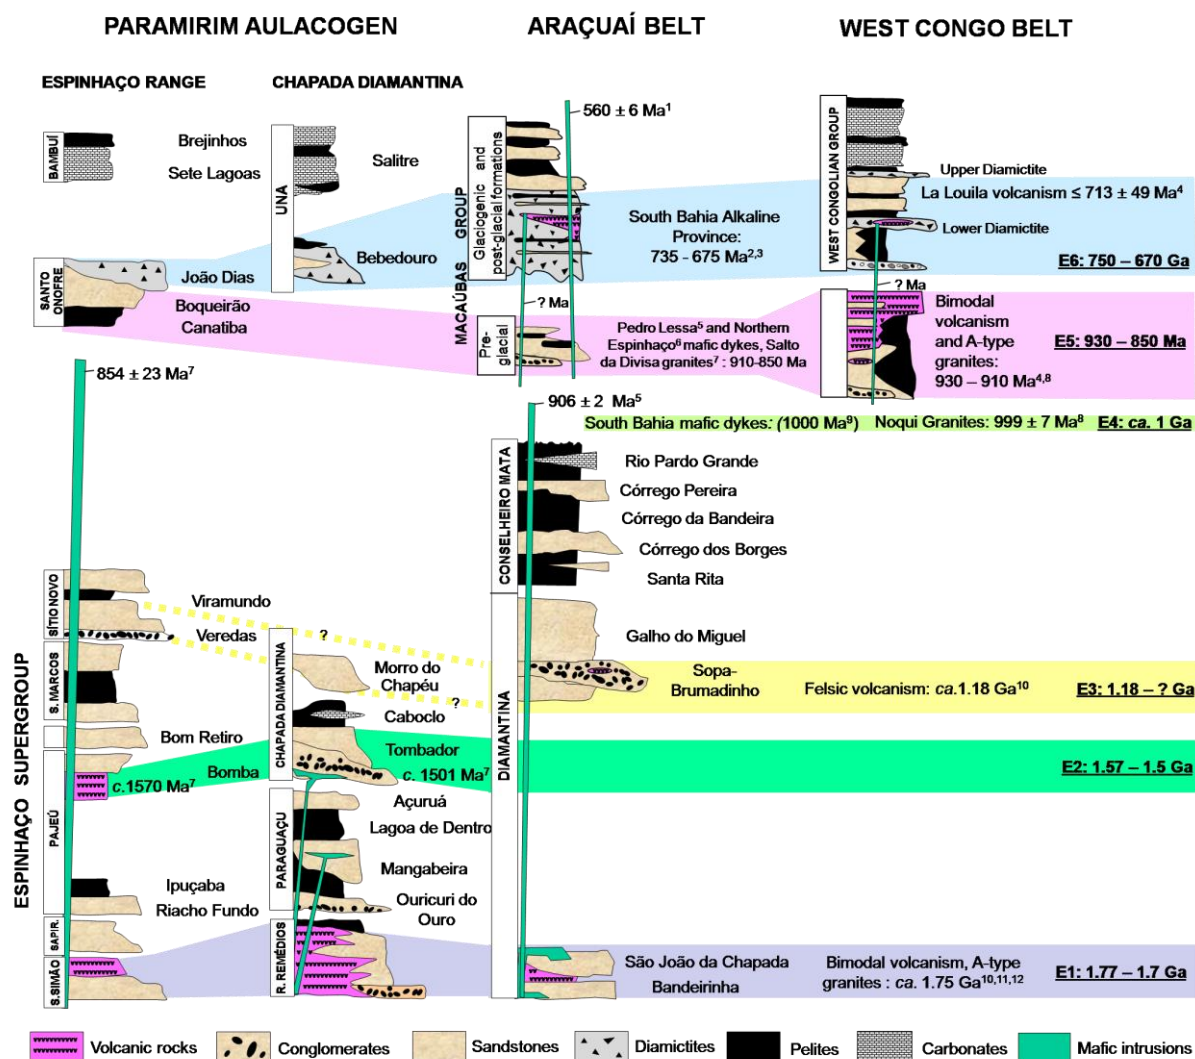 PARAMIRIM AULACOGEN
ARAÇUAÍ BELT
WEST CONGO BELT
ESPINHAÇO RANGE
CHAPADA DIAMANTINA
BAMBUÍ
Brejinhos
Sete Lagoas
SANTO
ONOFRE
João Dias
Boqueirão
Canatiba
UNA
Salitre
Bebedouro
MACAÚBAS GROUP
Glaciogenic and
post-glacial formations
Pre-
glacial
560 ± 6 Ma1
South Bahia Alkaline
Province:
735 - 675 Ma2,3
? Ma
Pedro Lessa5 and Northern
Espinhaço6 mafic dykes, Salto
da Divisa granites7 : 910-850 Ma
WEST CONGOLIAN GROUP
Upper Diamictite
La Louila volcanism ≤ 713 ± 49 Ma4
Lower Diamictite
E6: 750 – 670 Ga
? Ma
Bimodal
volcanism
and A-type
granites:
930 – 910 Ma4,8
E5: 930 – 850 Ma
854 ± 23 Ma7
906 ± 2 Ma5
South Bahia mafic dykes: (1000 Ma9)
Noqui Granites: 999 ± 7 Ma8
E4: ca. 1 Ga
ESPINHAÇO SUPERGROUP
SÍTIO NOVO
Viramundo
Veredas
S. MARCOS
Bom Retiro
PAJEÚ
Bomba
c.1570 Ma7
Ipuçaba
Riacho Fundo
SAPIR.
S.SIMÃO
?
?
CHAPADA DIAMANTINA
Morro do
Chapéu
Caboclo
Tombador
c. 1501 Ma7
PARAGUAÇU
Açuruá
Lagoa de Dentro
Mangabeira
Ouricuri do
Ouro
R. REMÉDIOS
CONSELHEIRO MATA
Rio Pardo Grande
Córrego Pereira
Córrego da Bandeira
Córrego dos Borges
Santa Rita
DIAMANTINA
Galho do Miguel
Sopa-
Brumadinho
Felsic volcanism: ca.1.18 Ga10
E3: 1.18 – ? Ga
E2: 1.57 – 1.5 Ga
São João da Chapada
Bandeirinha
Bimodal volcanism, A-type
granites : ca. 1.75 Ga10,11,12
E1: 1.77 – 1.7 Ga
Volcanic rocks
Conglomerates
Sandstones
Diamictites
Pelites
Carbonates
Mafic intrusions